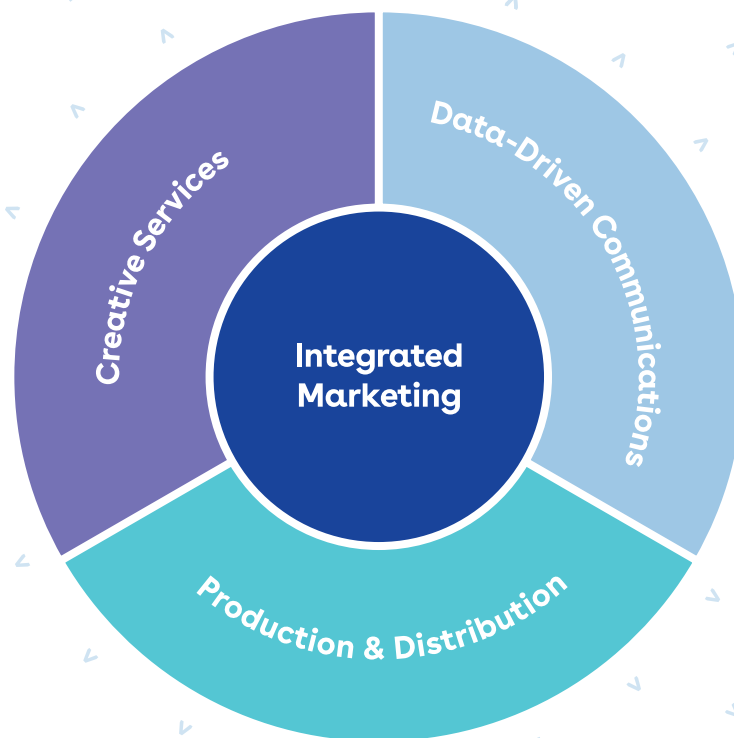 Creative Services
Data-Driven Communications
Integrated
Marketing
Production & Distribution